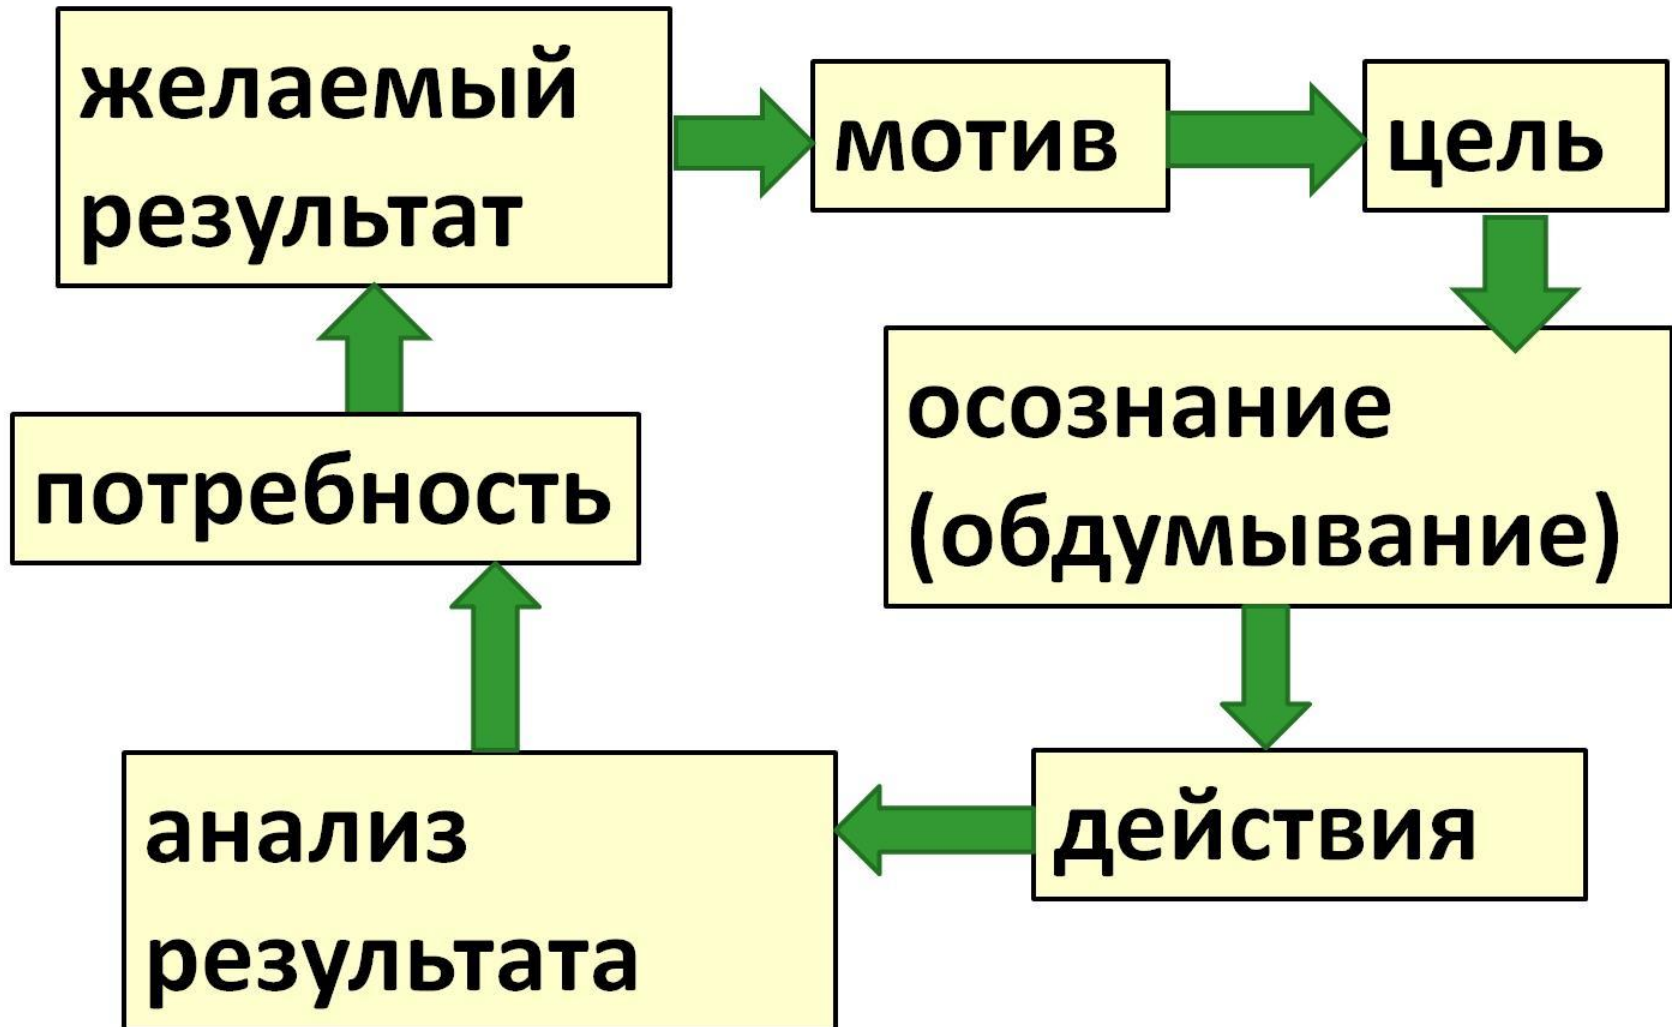 желаемый
результат
мотив
цель
потребность
осознание
(обдумывание)
анализ
результата
действия